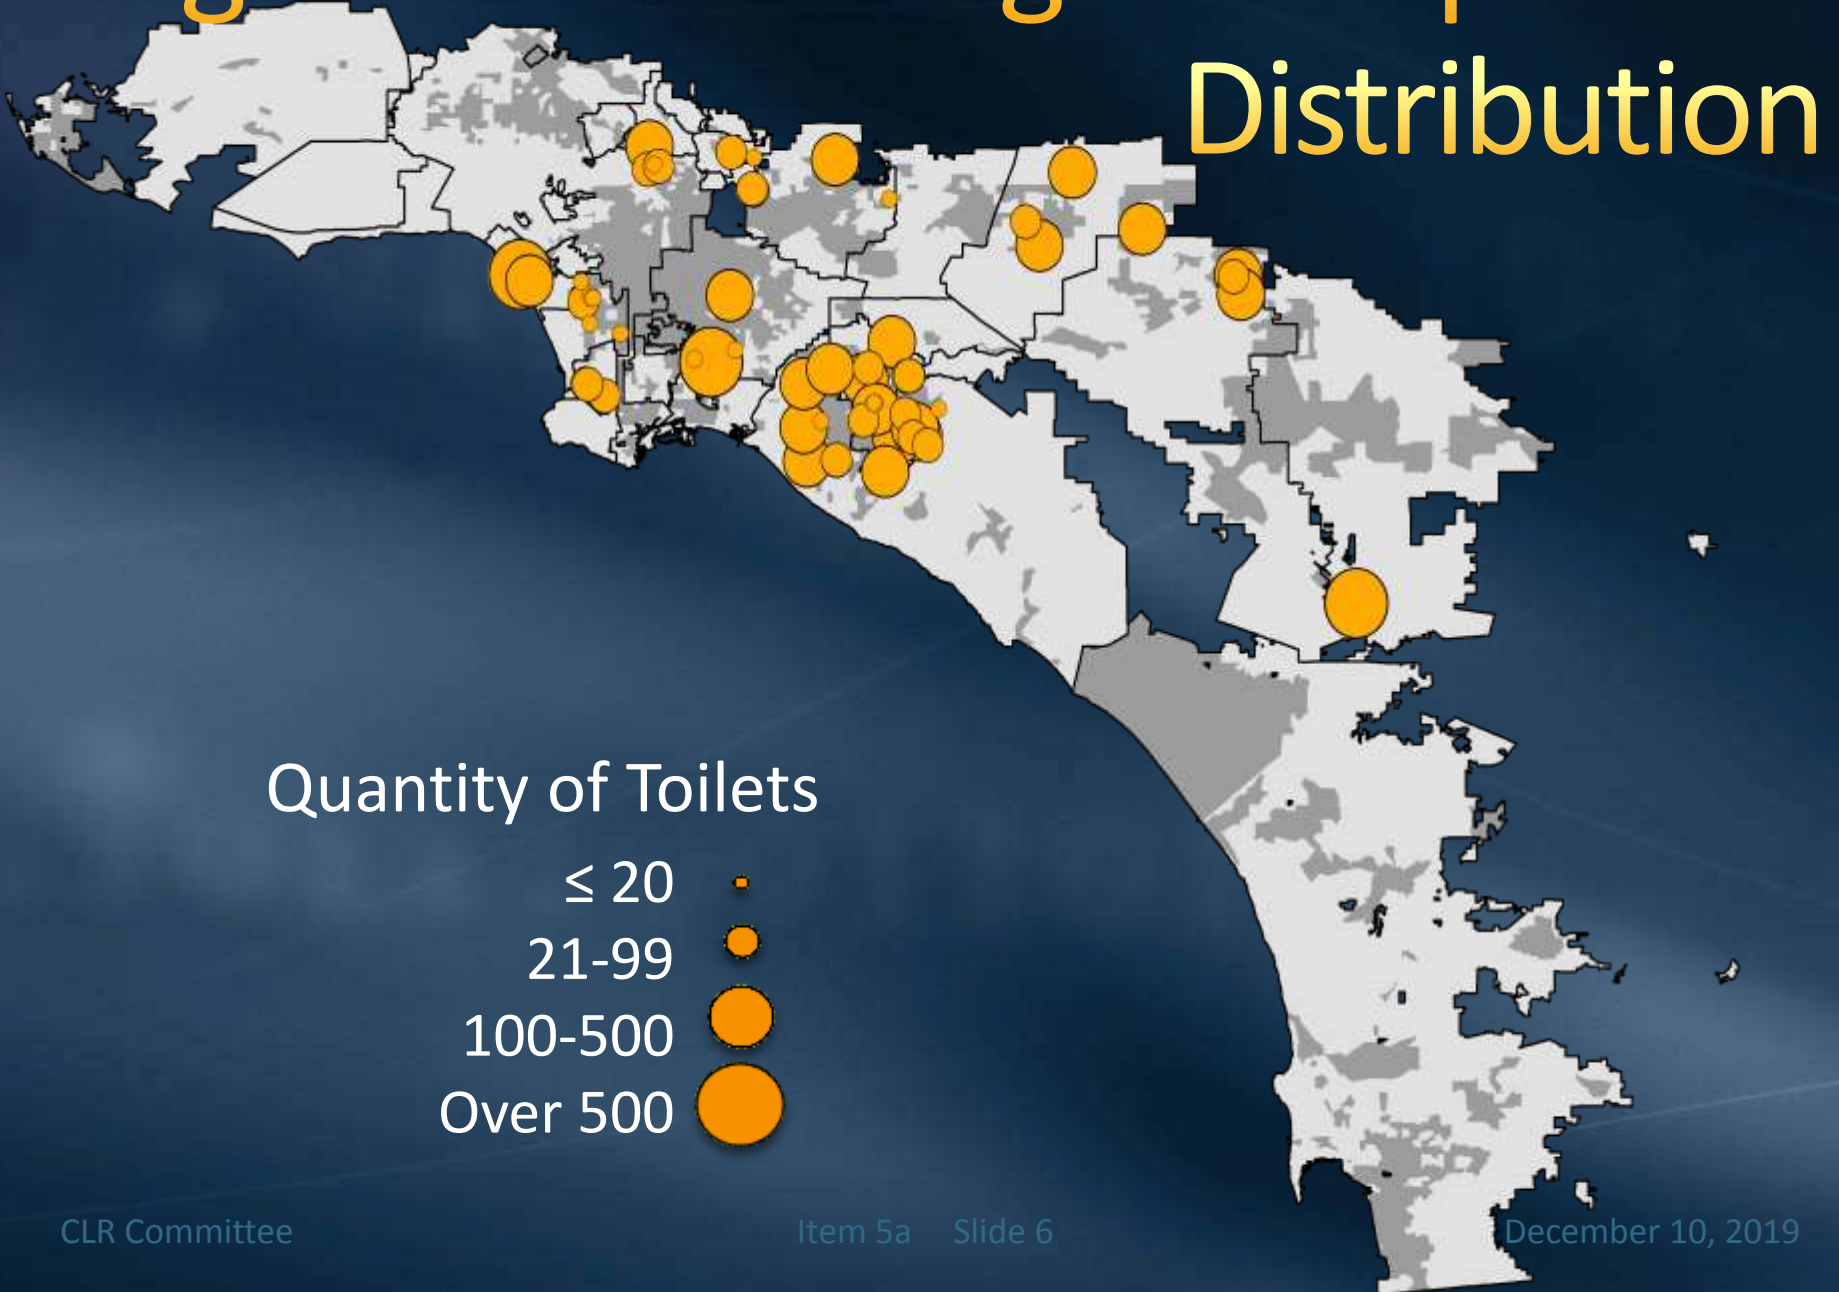 Distribution
Quantity of Toilets
≤ 20
21-99
100-500
Over 500
CLR Committee
Item 5a Slide 6
December 10, 2019